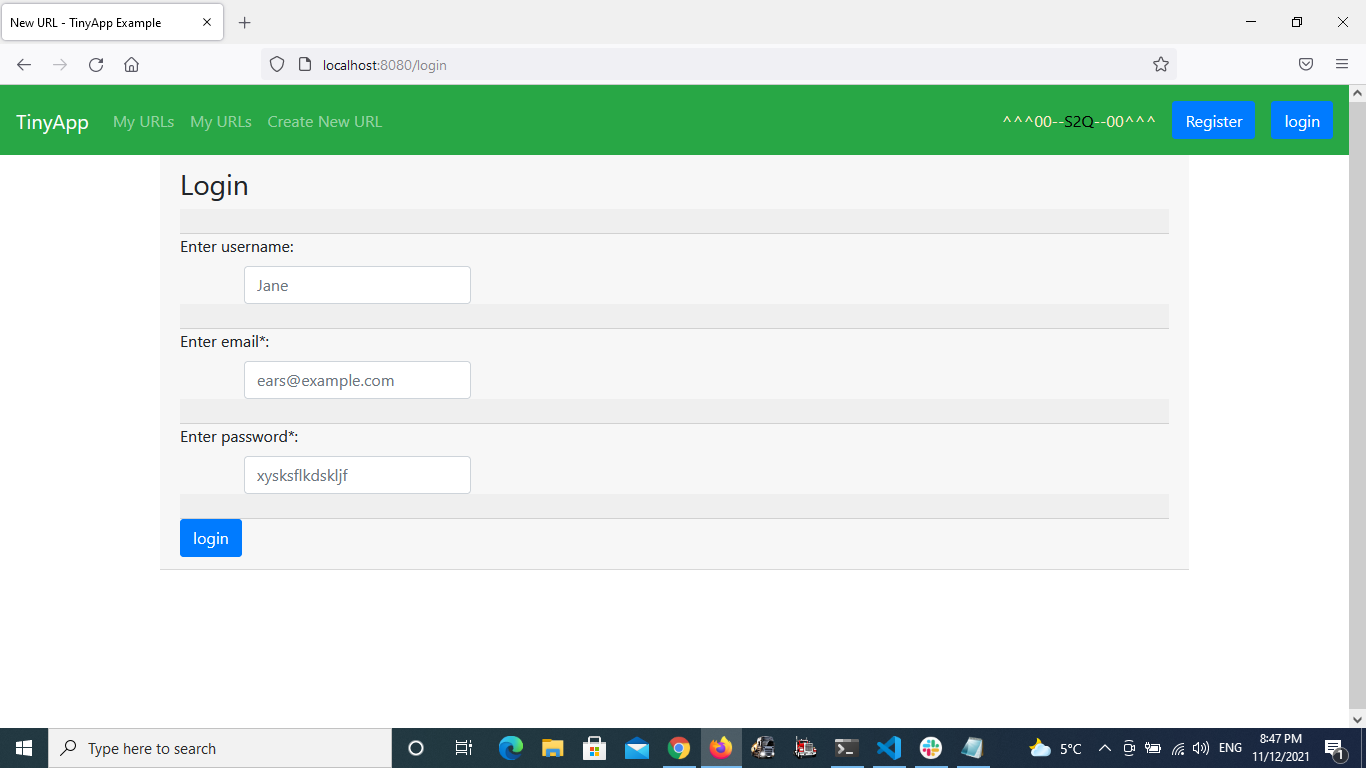 New URL - TinyApp Example
localhost:8080/login
TinyApp My URLs My URLs Create New URL ^^^00--S2Q--00^^^ Register login
Login
Enter username:
Jane
Enter email*:
ears@example.com
Enter password*:
xysksflkdskljf
login
Type here to search 5°C ENG 8:47 PM
11/12/2021 1